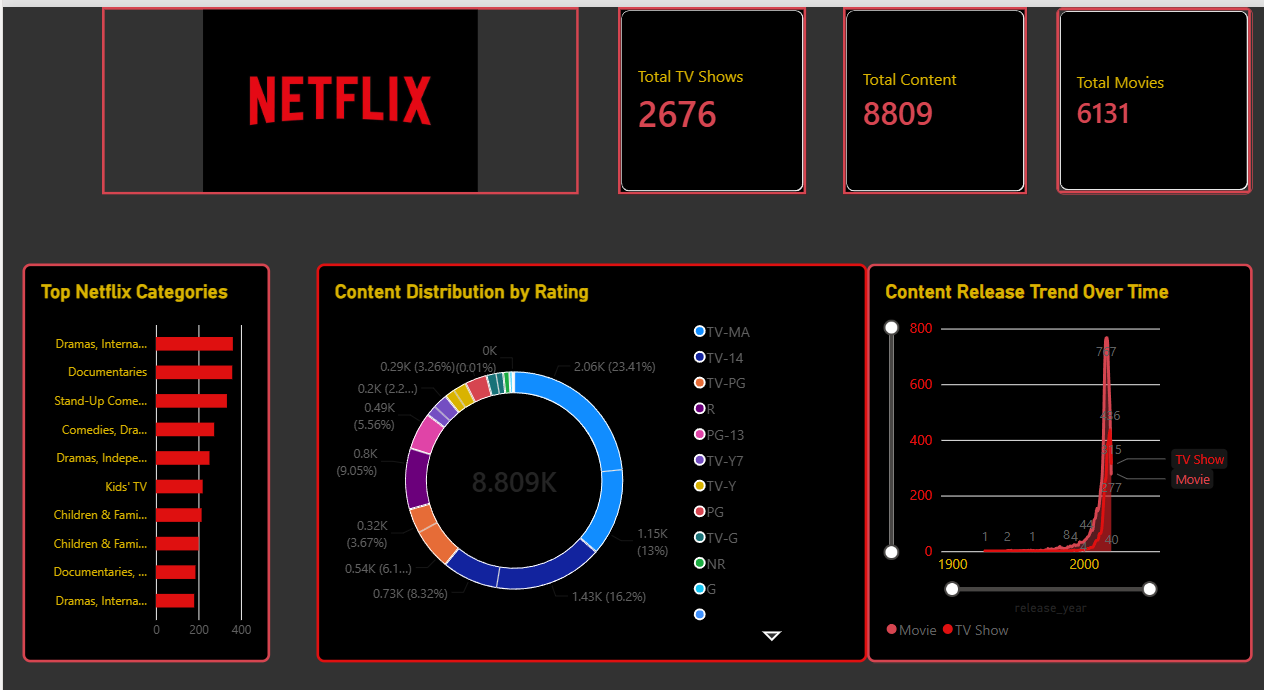 NETFLIX
Total TV Shows
2676
Total Content
8809
Total Movies
6131
Top Netflix Categories
Dramas, Interna...
Documentaries
Stand-Up Come...
Comedies, Dra...
Dramas, Indepe...
Kids' TV
Children & Fami...
Children & Fami...
Documentaries, ...
Dramas, Interna...
0 200 400
Content Distribution by Rating
0K
(0.01%)
0.29K (3.26%)
0.2K (2.2...)
0.49K
(5.56%)
0.8K
(9.05%)
0.32K
(3.67%)
0.54K (6.1...)
0.73K (8.32%)
2.06K (23.41%)
1.15K
(13%)
1.43K (16.2%)
8.809K
TV-MA
TV-14
TV-PG
R
PG-13
TV-Y7
TV-Y
PG
TV-G
NR
G
Content Release Trend Over Time
800
600
400
200
0
1 2 1 8 4 44
40
277
436
767
TV Show
Movie
1900 2000
release_year
Movie TV Show